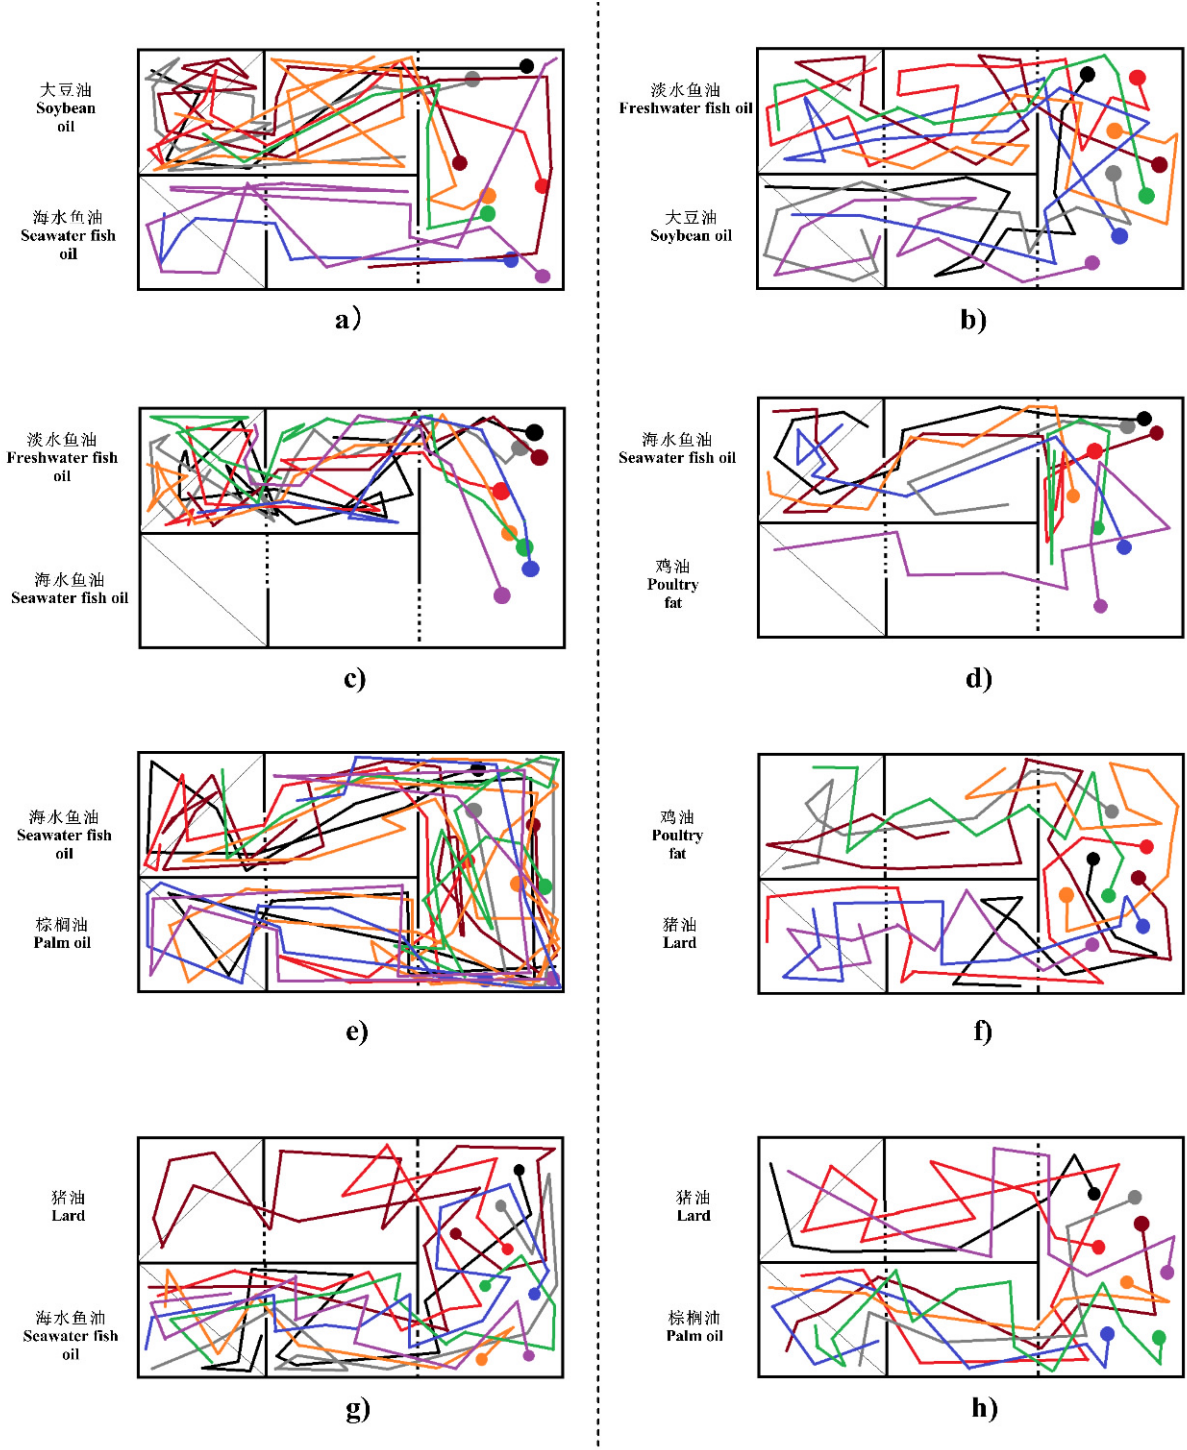 大豆油
Soybean
oil
海水鱼油
Seawater fish
oil
a）
淡水鱼油
Freshwater fish oil
大豆油
Soybean oil
b)
淡水鱼油
Freshwater fish
oil
海水鱼油
Seawater fish oil
c)
海水鱼油
Seawater fish oil
鸡油
Poultry
fat
d)
海水鱼油
Seawater fish
oil
棕榈油
Palm oil
e)
鸡油
Poultry
fat
猪油
Lard
f)
猪油
Lard
海水鱼油
Seawater fish
oil
g)
猪油
Lard
棕榈油
Palm oil
h)